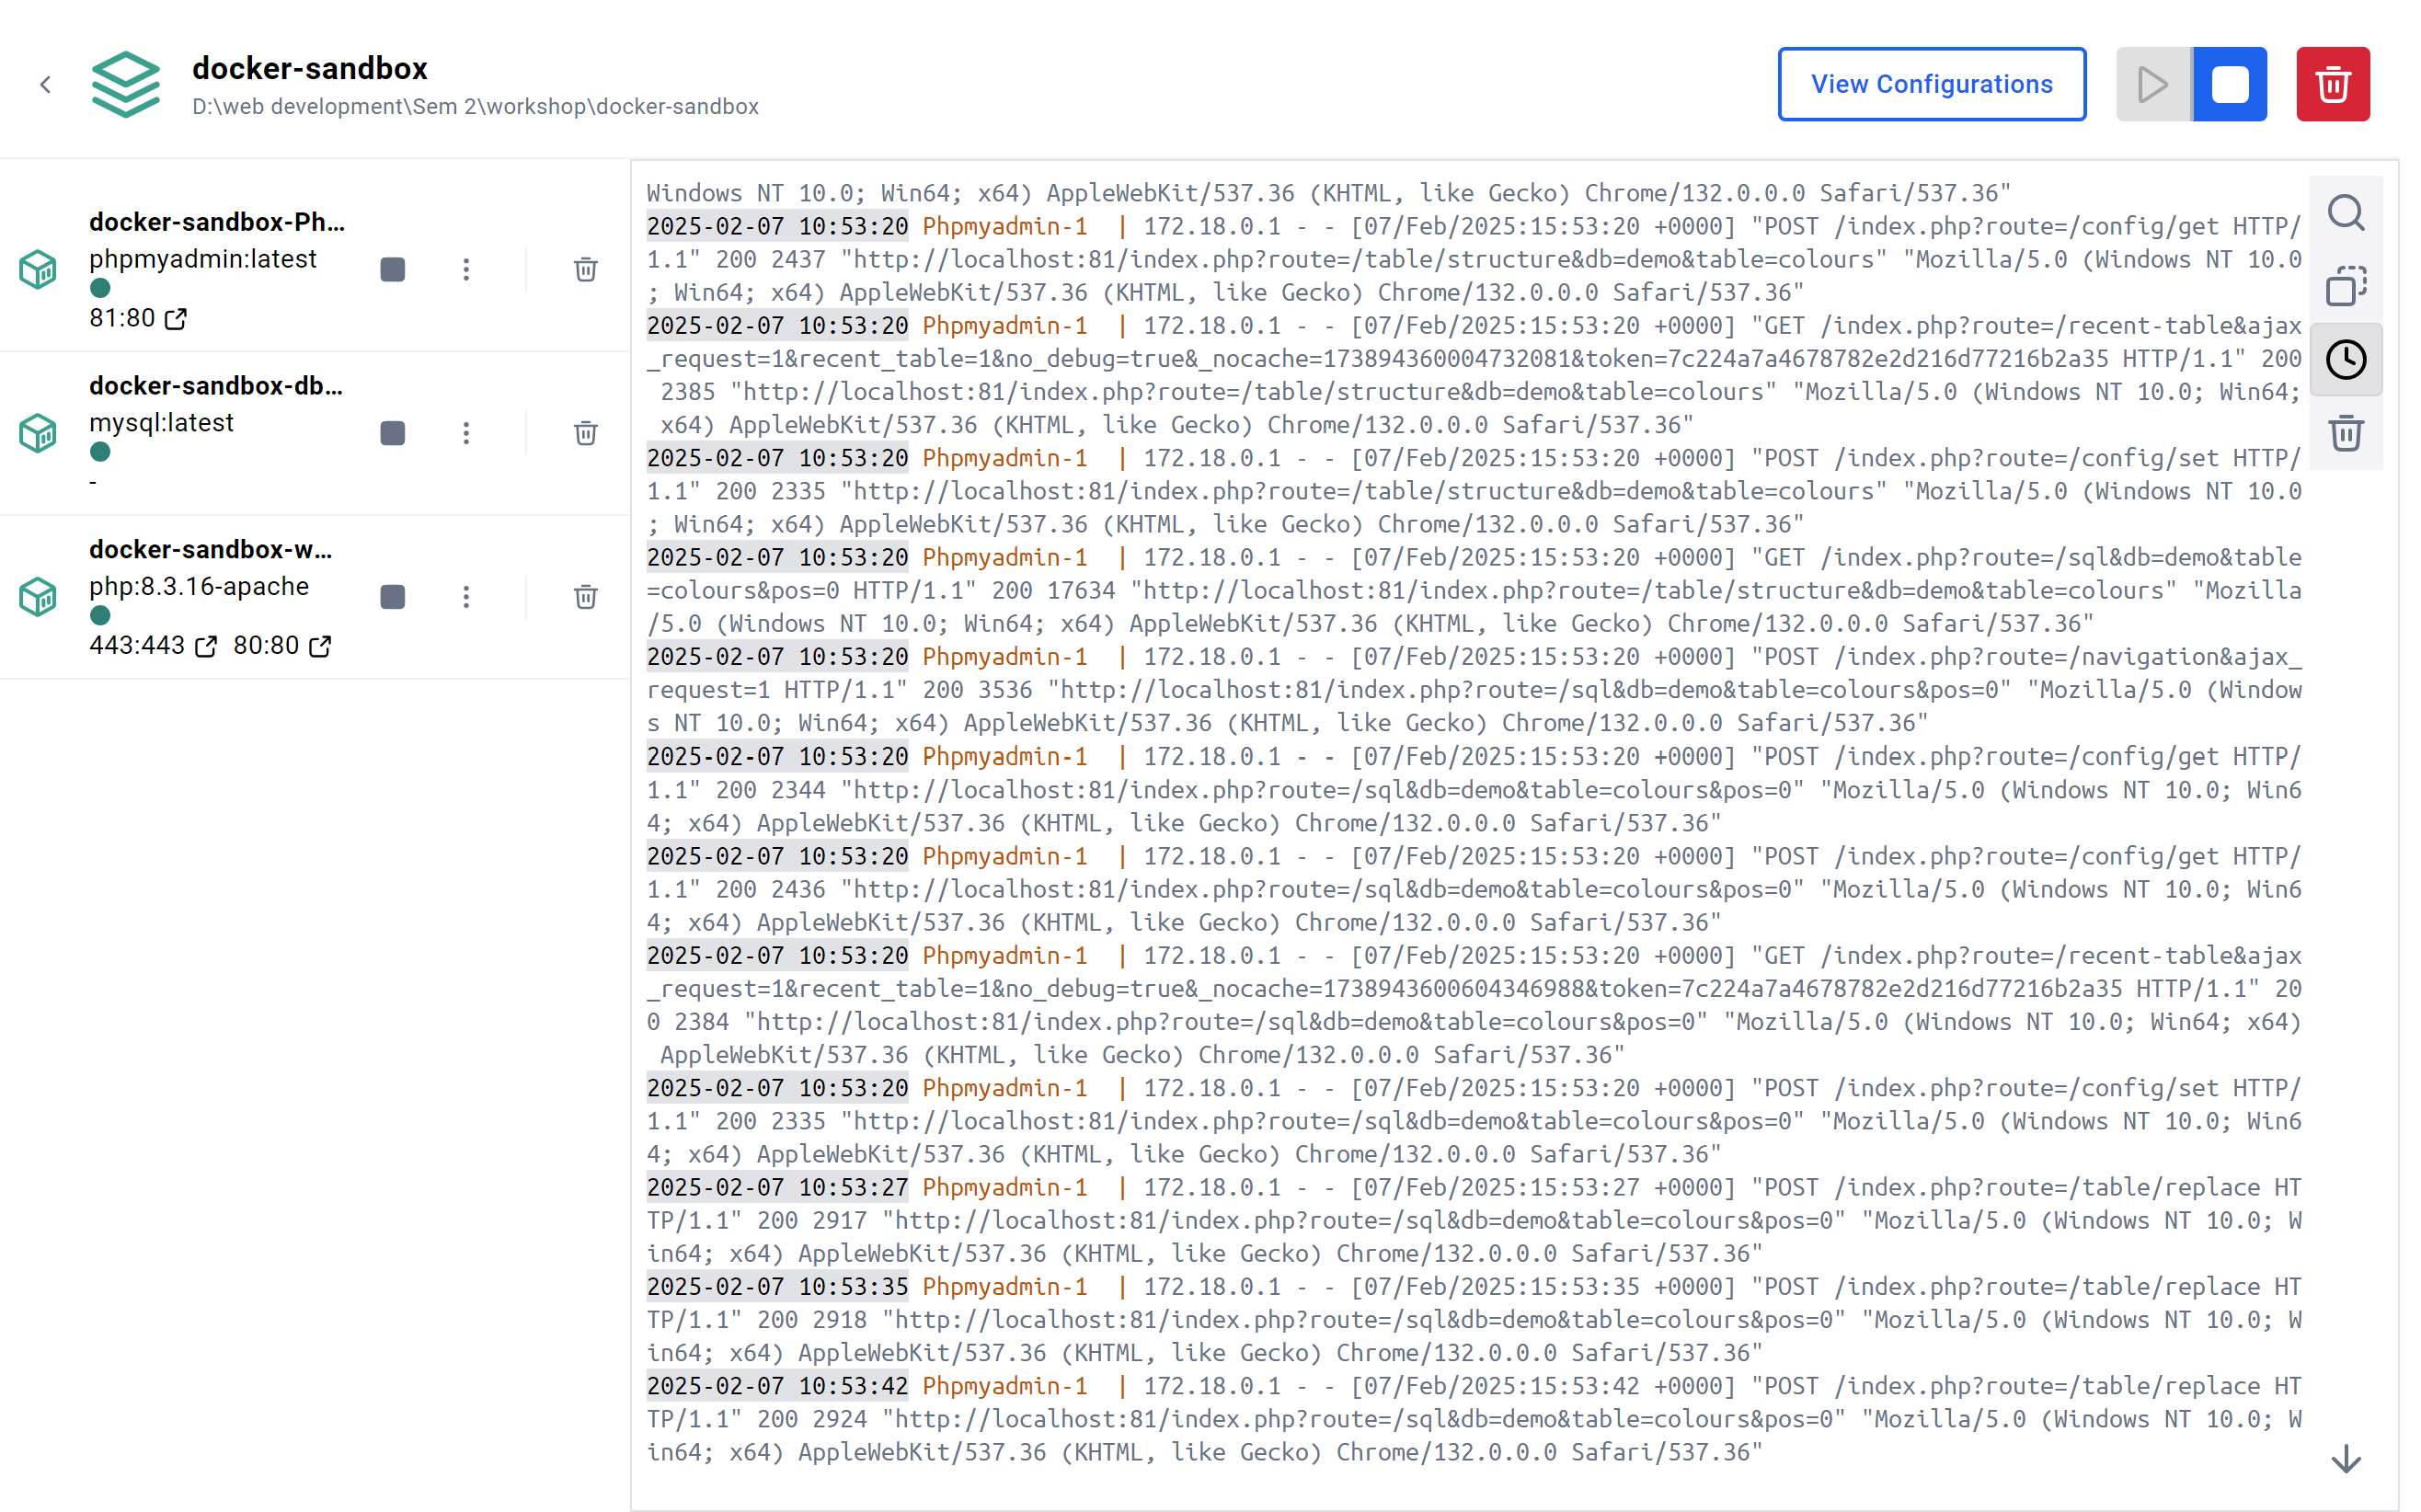 docker-sandbox
D:\web development\Sem 2\workshop\docker-sandbox
View Configurations
docker-sandbox-Ph...
phpmyadmin:latest
81:80
docker-sandbox-db...
mysql:latest
-
docker-sandbox-w...
php:8.3.16-apache
443:443 80:80
Windows NT 10.0; Win64; x64) AppleWebKit/537.36 (KHTML, like Gecko) Chrome/132.0.0.0 Safari/537.36"
2025-02-07 10:53:20 Phpmyadmin-1  | 172.18.0.1 - - [07/Feb/2025:15:53:20 +0000] "POST /index.php?route=/config/get HTTP/
1.1" 200 2437 "http://localhost:81/index.php?route=/table/structure&db=demo&table=colours" "Mozilla/5.0 (Windows NT 10.0
; Win64; x64) AppleWebKit/537.36 (KHTML, like Gecko) Chrome/132.0.0.0 Safari/537.36"
2025-02-07 10:53:20 Phpmyadmin-1  | 172.18.0.1 - - [07/Feb/2025:15:53:20 +0000] "GET /index.php?route=/recent-table&ajax
_request=1&recent_table=1&no_debug=true&_nocache=173894360004732081&token=7c224a7a4678782e2d216d77216b2a35 HTTP/1.1" 200
 2385 "http://localhost:81/index.php?route=/table/structure&db=demo&table=colours" "Mozilla/5.0 (Windows NT 10.0; Win64;
 x64) AppleWebKit/537.36 (KHTML, like Gecko) Chrome/132.0.0.0 Safari/537.36"
2025-02-07 10:53:20 Phpmyadmin-1  | 172.18.0.1 - - [07/Feb/2025:15:53:20 +0000] "POST /index.php?route=/config/set HTTP/
1.1" 200 2335 "http://localhost:81/index.php?route=/table/structure&db=demo&table=colours" "Mozilla/5.0 (Windows NT 10.0
; Win64; x64) AppleWebKit/537.36 (KHTML, like Gecko) Chrome/132.0.0.0 Safari/537.36"
2025-02-07 10:53:20 Phpmyadmin-1  | 172.18.0.1 - - [07/Feb/2025:15:53:20 +0000] "GET /index.php?route=/sql&db=demo&table
=colours&pos=0 HTTP/1.1" 200 17634 "http://localhost:81/index.php?route=/table/structure&db=demo&table=colours" "Mozilla
/5.0 (Windows NT 10.0; Win64; x64) AppleWebKit/537.36 (KHTML, like Gecko) Chrome/132.0.0.0 Safari/537.36"
2025-02-07 10:53:20 Phpmyadmin-1  | 172.18.0.1 - - [07/Feb/2025:15:53:20 +0000] "POST /index.php?route=/navigation&ajax_
request=1 HTTP/1.1" 200 3536 "http://localhost:81/index.php?route=/sql&db=demo&table=colours&pos=0" "Mozilla/5.0 (Window
s NT 10.0; Win64; x64) AppleWebKit/537.36 (KHTML, like Gecko) Chrome/132.0.0.0 Safari/537.36"
2025-02-07 10:53:20 Phpmyadmin-1  | 172.18.0.1 - - [07/Feb/2025:15:53:20 +0000] "POST /index.php?route=/config/get HTTP/
1.1" 200 2344 "http://localhost:81/index.php?route=/sql&db=demo&table=colours&pos=0" "Mozilla/5.0 (Windows NT 10.0; Win6
4; x64) AppleWebKit/537.36 (KHTML, like Gecko) Chrome/132.0.0.0 Safari/537.36"
2025-02-07 10:53:20 Phpmyadmin-1  | 172.18.0.1 - - [07/Feb/2025:15:53:20 +0000] "POST /index.php?route=/config/get HTTP/
1.1" 200 2436 "http://localhost:81/index.php?route=/sql&db=demo&table=colours&pos=0" "Mozilla/5.0 (Windows NT 10.0; Win6
4; x64) AppleWebKit/537.36 (KHTML, like Gecko) Chrome/132.0.0.0 Safari/537.36"
2025-02-07 10:53:20 Phpmyadmin-1  | 172.18.0.1 - - [07/Feb/2025:15:53:20 +0000] "GET /index.php?route=/recent-table&ajax
_request=1&recent_table=1&no_debug=true&_nocache=1738943600604346988&token=7c224a7a4678782e2d216d77216b2a35 HTTP/1.1" 20
0 2384 "http://localhost:81/index.php?route=/sql&db=demo&table=colours&pos=0" "Mozilla/5.0 (Windows NT 10.0; Win64; x64)
 AppleWebKit/537.36 (KHTML, like Gecko) Chrome/132.0.0.0 Safari/537.36"
2025-02-07 10:53:20 Phpmyadmin-1  | 172.18.0.1 - - [07/Feb/2025:15:53:20 +0000] "POST /index.php?route=/config/set HTTP/
1.1" 200 2335 "http://localhost:81/index.php?route=/sql&db=demo&table=colours&pos=0" "Mozilla/5.0 (Windows NT 10.0; Win6
4; x64) AppleWebKit/537.36 (KHTML, like Gecko) Chrome/132.0.0.0 Safari/537.36"
2025-02-07 10:53:27 Phpmyadmin-1  | 172.18.0.1 - - [07/Feb/2025:15:53:27 +0000] "POST /index.php?route=/table/replace HT
TP/1.1" 200 2917 "http://localhost:81/index.php?route=/sql&db=demo&table=colours&pos=0" "Mozilla/5.0 (Windows NT 10.0; W
in64; x64) AppleWebKit/537.36 (KHTML, like Gecko) Chrome/132.0.0.0 Safari/537.36"
2025-02-07 10:53:35 Phpmyadmin-1  | 172.18.0.1 - - [07/Feb/2025:15:53:35 +0000] "POST /index.php?route=/table/replace HT
TP/1.1" 200 2918 "http://localhost:81/index.php?route=/sql&db=demo&table=colours&pos=0" "Mozilla/5.0 (Windows NT 10.0; W
in64; x64) AppleWebKit/537.36 (KHTML, like Gecko) Chrome/132.0.0.0 Safari/537.36"
2025-02-07 10:53:42 Phpmyadmin-1  | 172.18.0.1 - - [07/Feb/2025:15:53:42 +0000] "POST /index.php?route=/table/replace HT
TP/1.1" 200 2924 "http://localhost:81/index.php?route=/sql&db=demo&table=colours&pos=0" "Mozilla/5.0 (Windows NT 10.0; W
in64; x64) AppleWebKit/537.36 (KHTML, like Gecko) Chrome/132.0.0.0 Safari/537.36"